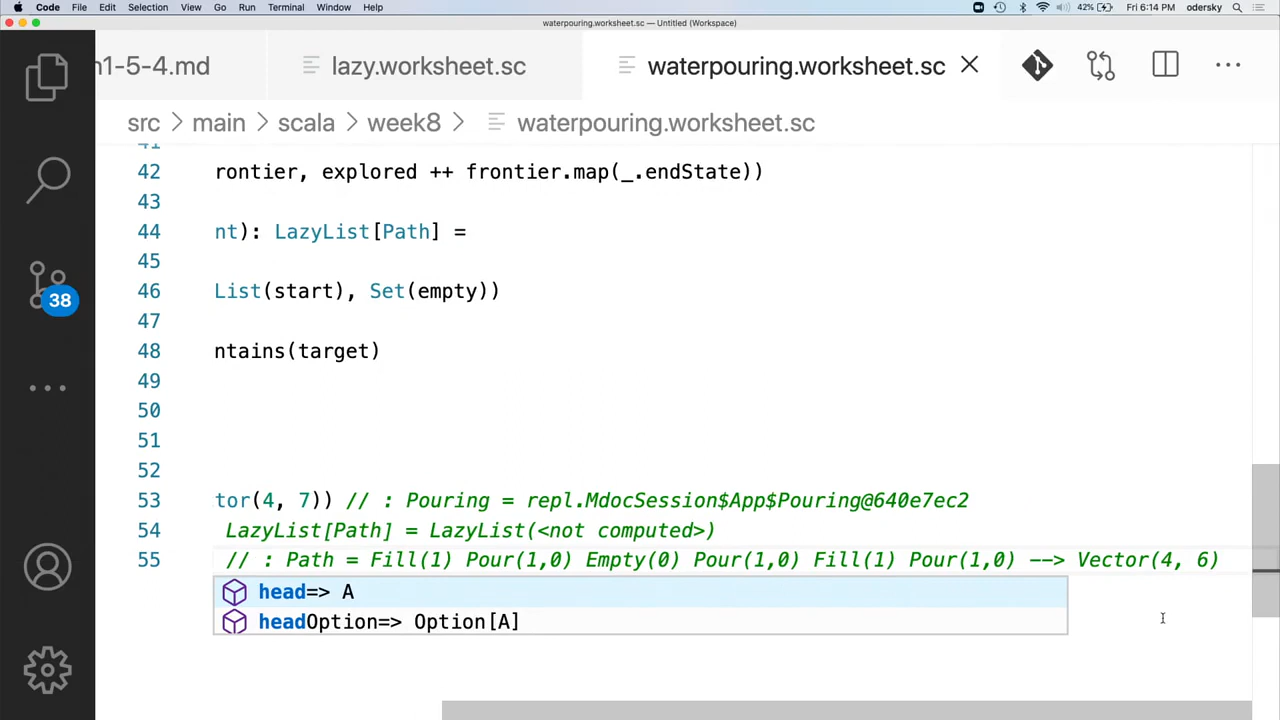 Code File Edit Selection View Go Run Terminal Window Help 42% Fri 6:14 PM odersky
waterpouring.worksheet.sc — Untitled (Workspace)
n1-5-4.md lazy.worksheet.sc waterpouring.worksheet.sc
src > main > scala > week8 > waterpouring.worksheet.sc
41
42 rontier, explored ++ frontier.map(_.endState))
43
44 nt): LazyList[Path] =
45
46 List(start), Set(empty))
47
48 ntains(target)
49
50
51
52
53 tor(4, 7)) // : Pouring = repl.MdocSession$App$Pouring@640e7ec2
54 LazyList[Path] = LazyList(<not computed>)
55 // : Path = Fill(1) Pour(1,0) Empty(0) Pour(1,0) Fill(1) Pour(1,0) --> Vector(4, 6)
head=> A
headOption=> Option[A]
38